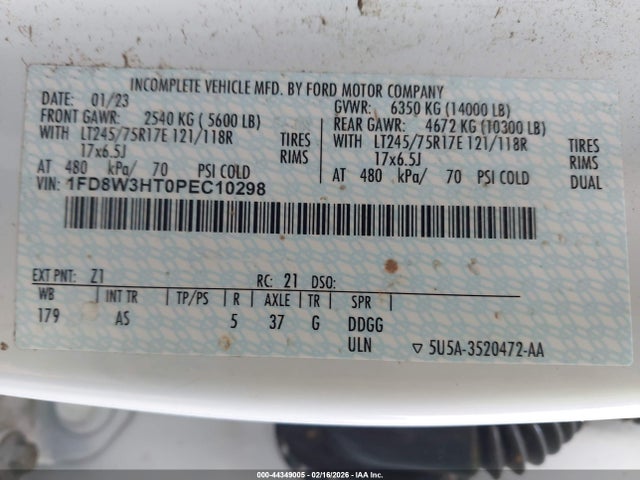 INCOMPLETE VEHICLE MFD. BY FORD MOTOR COMPANY
DATE: 01/23 GVWR: 6350 KG (14000 LB)
FRONT GAWR: 2540 KG ( 5600 LB) REAR GAWR: 4672 KG (10300 LB)
WITH LT245/75R17E 121/118R TIRES WITH LT245/75R17E 121/118R TIRES
17x6.5J RIMS 17x6.5J RIMS
AT 480 kPa/ 70 PSI COLD AT 480 kPa/ 70 PSI COLD DUAL
VIN: 1FD8W3HT0PEC10298
EXT PNT: Z1 RC: 21 DSO:
WB INT TR TP/PS R AXLE TR SPR
179 AS 5 37 G DDGG
ULN ▽ 5U5A-3520472-AA
000-44349005 - 02/16/2026 - IAA Inc.